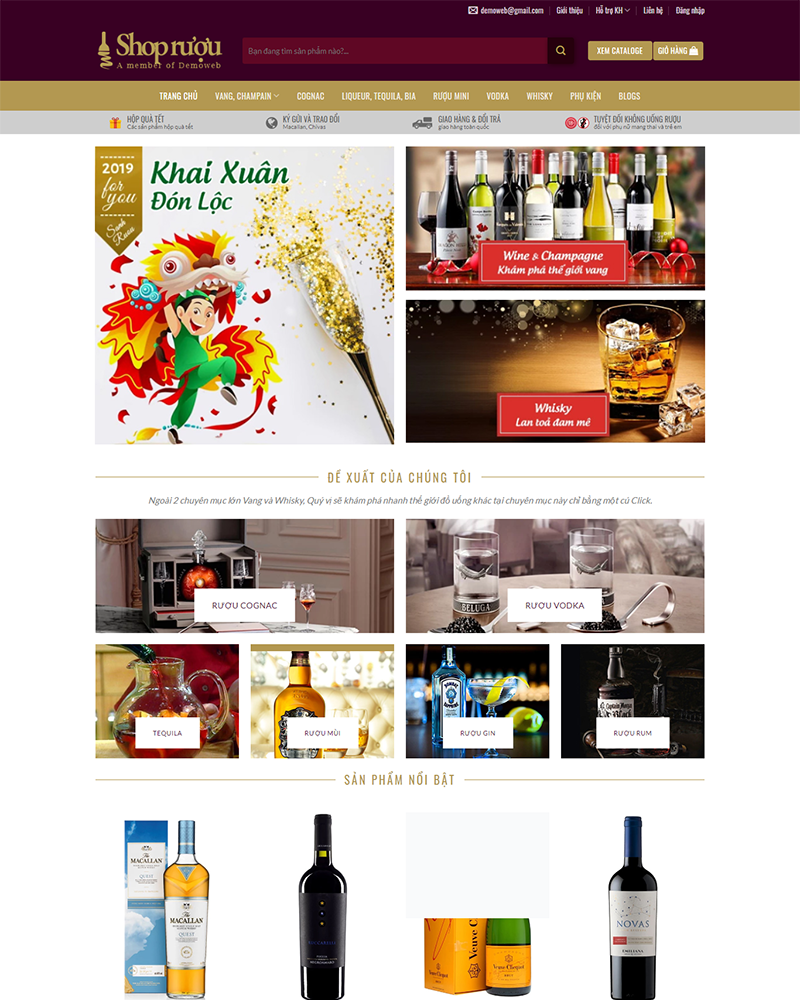 demoweb@gmail.com
Giới thiệu
Hỗ trợ KH
Liên hệ
Đăng nhập
Shop rượu
A member of Demoweb
Bạn đang tìm sản phẩm nào?...
XEM CATALOGE
GIỎ HÀNG
TRANG CHỦ
VANG, CHAMPAIN
COGNAC
LIQUEUR, TEQUILA, BIA
RƯỢU MINI
VODKA
WHISKY
PHỤ KIỆN
BLOGS
HỘP QUÀ TẾT
Các sản phẩm hộp quà tết
KÝ GỬI VÀ TRAO ĐỔI
Macallan, Chivas
GIAO HÀNG & ĐỔI TRẢ
giao hàng toàn quốc
TUYỆT ĐỐI KHÔNG UỐNG RƯỢU
đối với phụ nữ mang thai và trẻ em
2019
for
you
Sành
Rượu
Khai Xuân
Đón Lộc
Wine & Champagne
Khám phá thế giới vang
Whisky
Lan toả đam mê
ĐỀ XUẤT CỦA CHÚNG TÔI
Ngoài 2 chuyên mục lớn Vang và Whisky, Quý vị sẽ khám phá nhanh thế giới đồ uống khác tại chuyên mục này chỉ bằng một cú Click.
RƯỢU COGNAC
BELUGA
RƯỢU VODKA
TEQUILA
RƯỢU MÙI
BOMBAY
SAPPHIRE
RƯỢU GIN
Captain Morgan
RƯỢU RUM
SẢN PHẨM NỔI BẬT
The
MACALLAN
QUEST
The
MACALLAN
QUEST
Veuve Clicquot
Veuve Clicquot
BRUT
NOVAS
EMILIANA